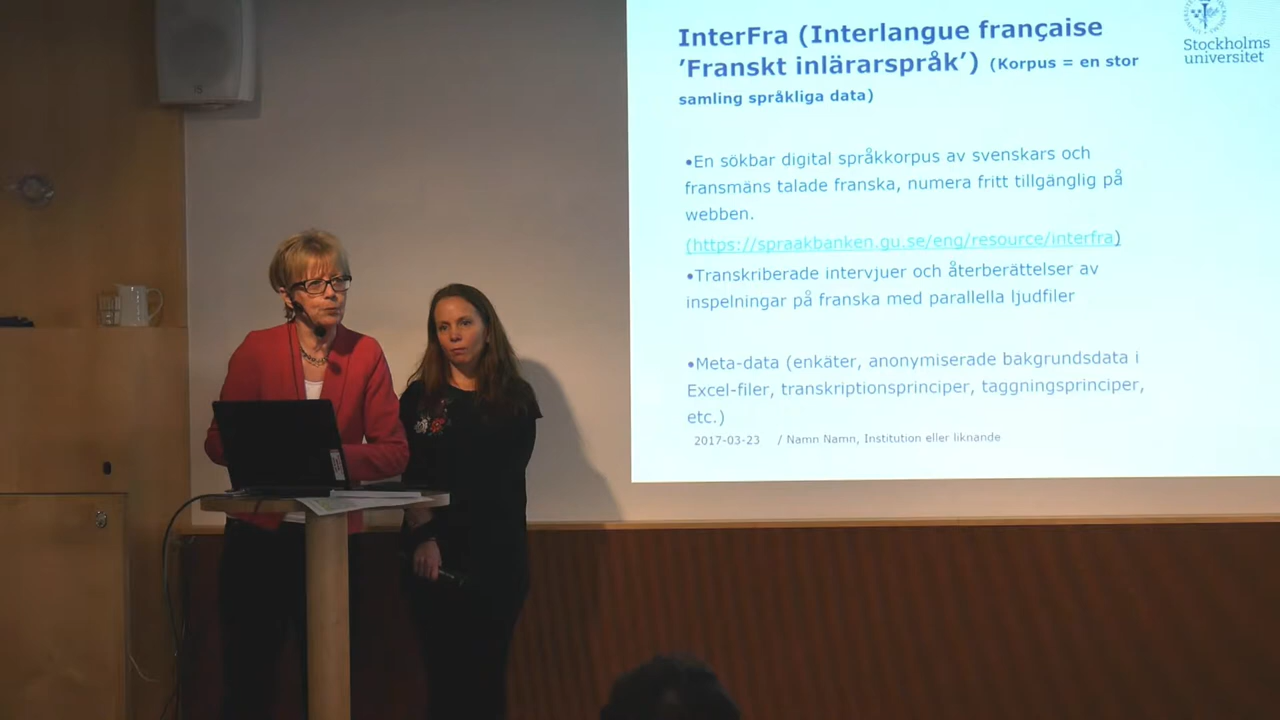 InterFra (Interlangue française
’Franskt inlärarspråk’) (Korpus = en stor
samling språkliga data)
Stockholms
universitet
•En sökbar digital språkkorpus av svenskars och
fransmäns talade franska, numera fritt tillgänglig på
webben.
(https://spraakbanken.gu.se/eng/resource/interfra)
•Transkriberade intervjuer och återberättelser av
inspelningar på franska med parallella ljudfiler
•Meta-data (enkäter, anonymiserade bakgrundsdata i
Excel-filer, transkriptionsprinciper, taggningsprinciper,
etc.)
2017-03-23 / Namn Namn, Institution eller liknande